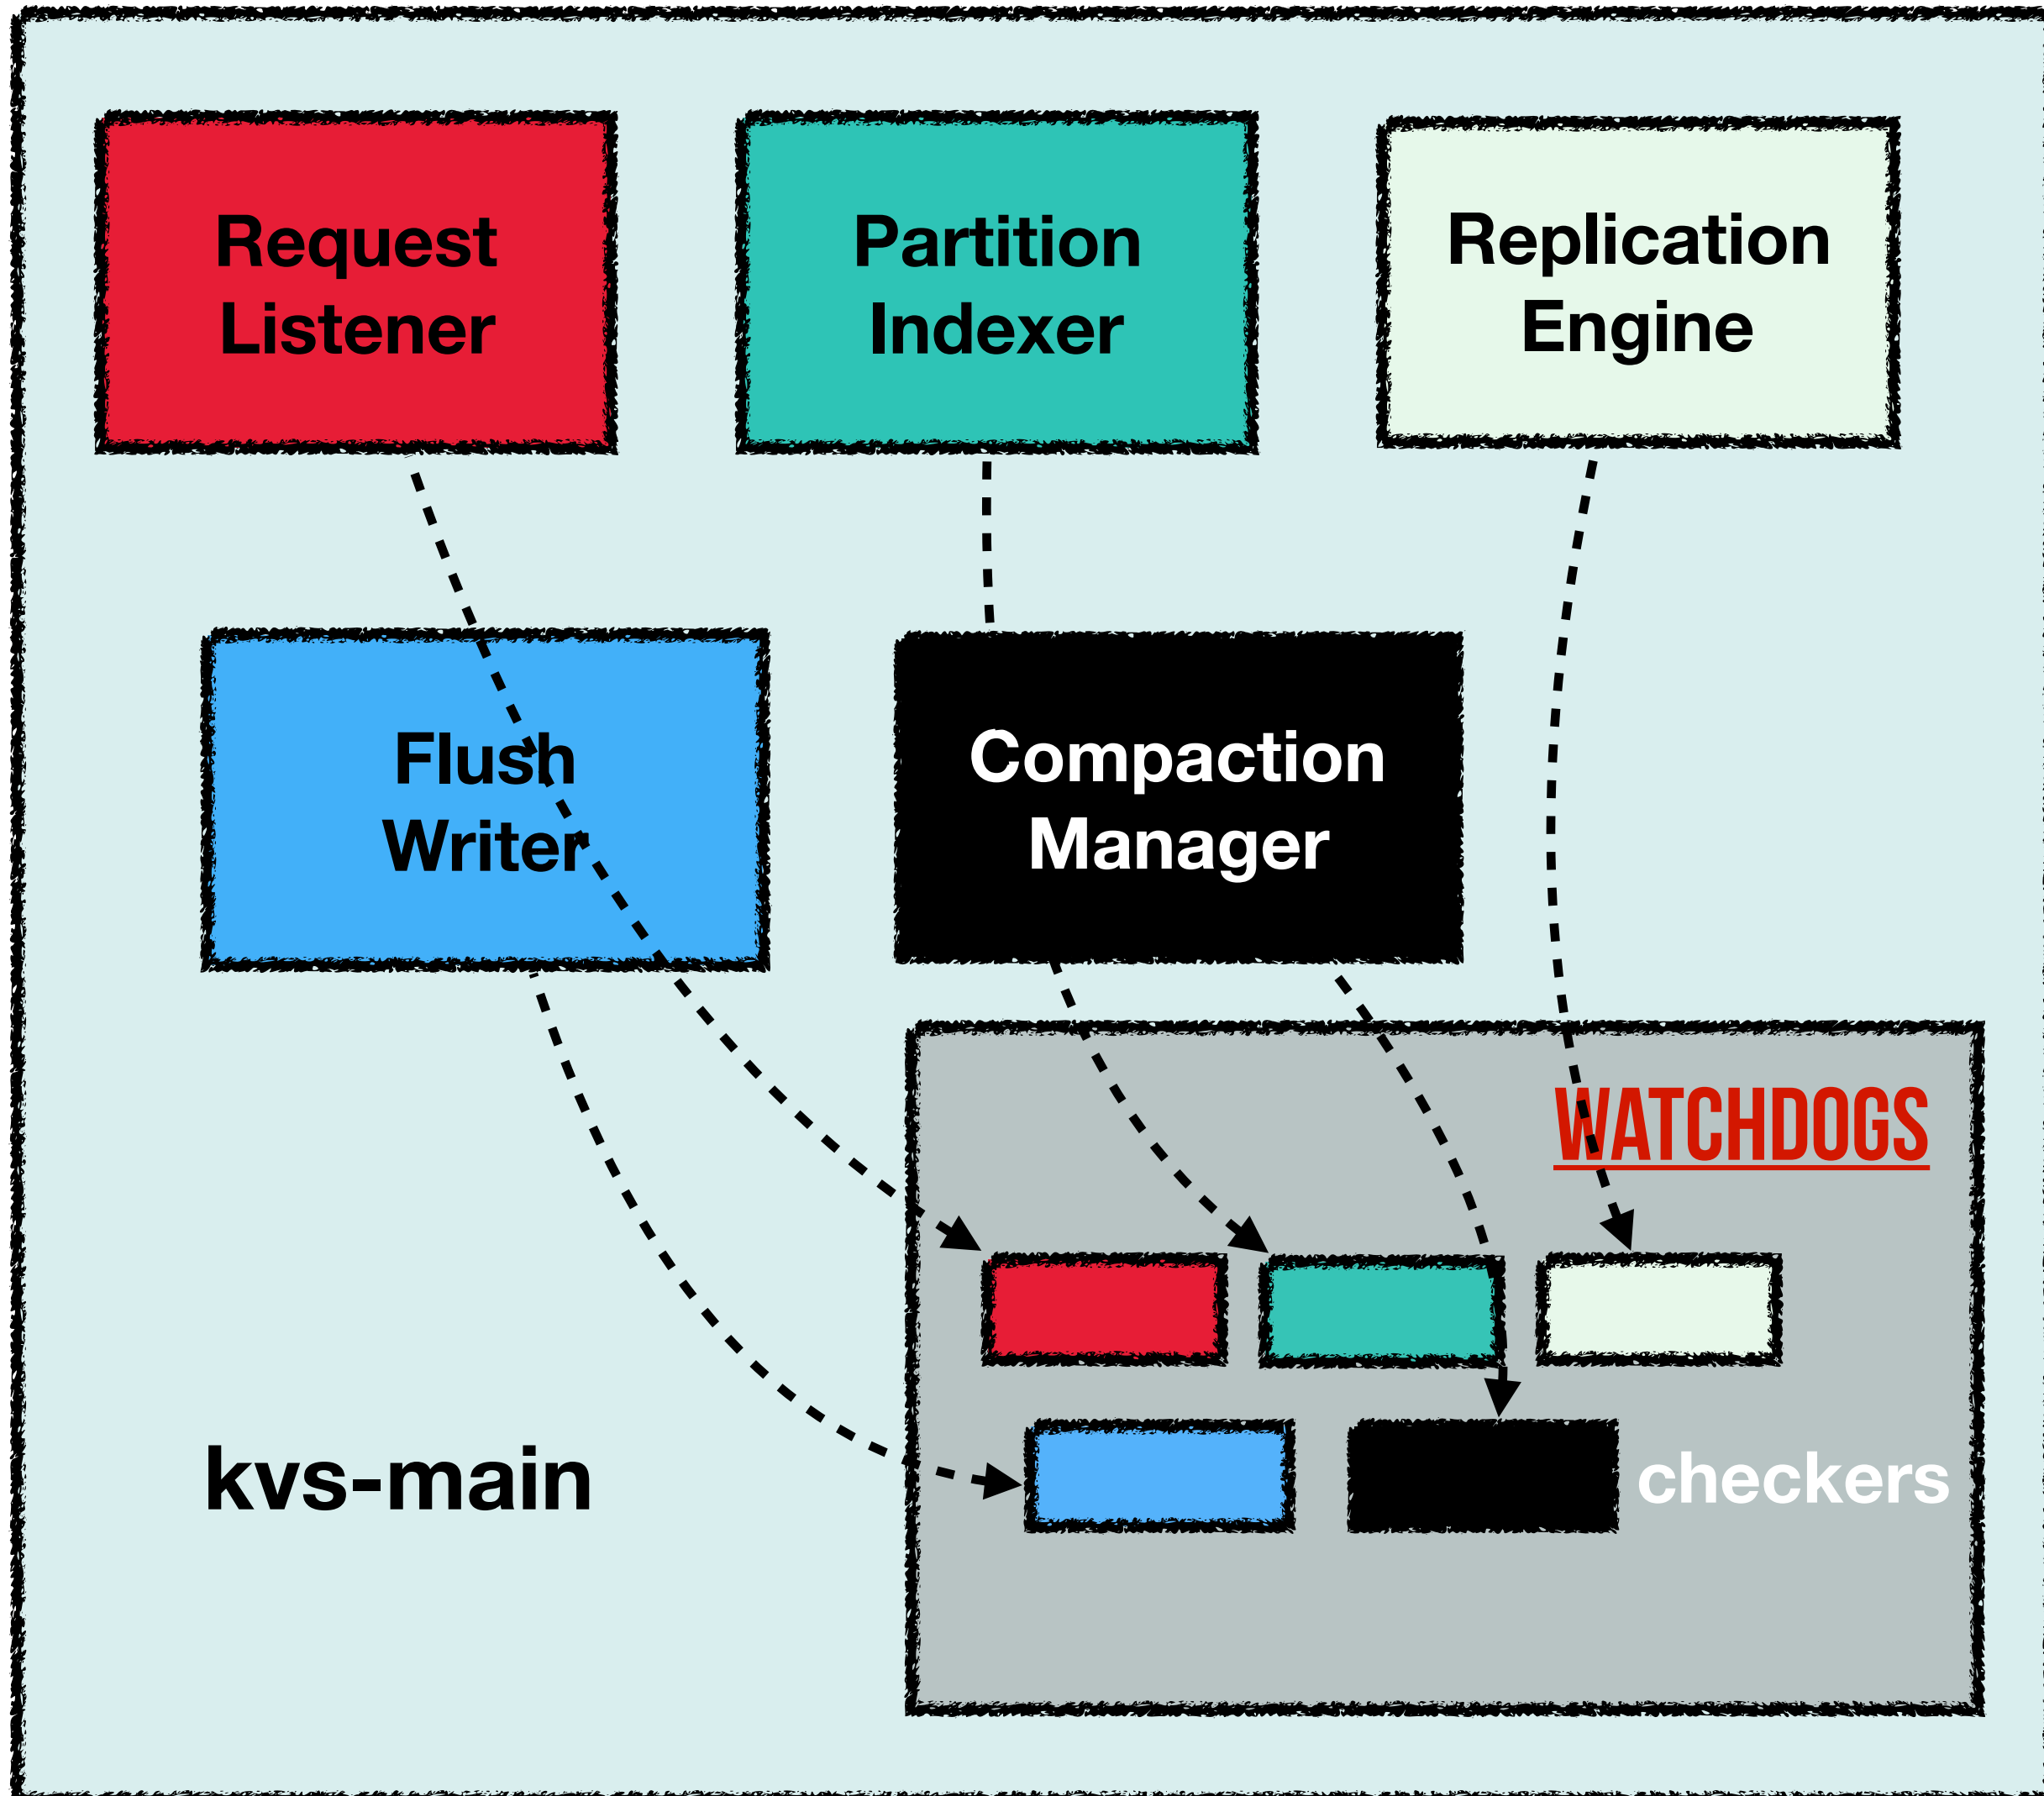 Request
Listener
Partition
Indexer
Replication
Engine
Flush
Writer
Compaction
Manager
WATCHDOGS
kvs-main
checkers